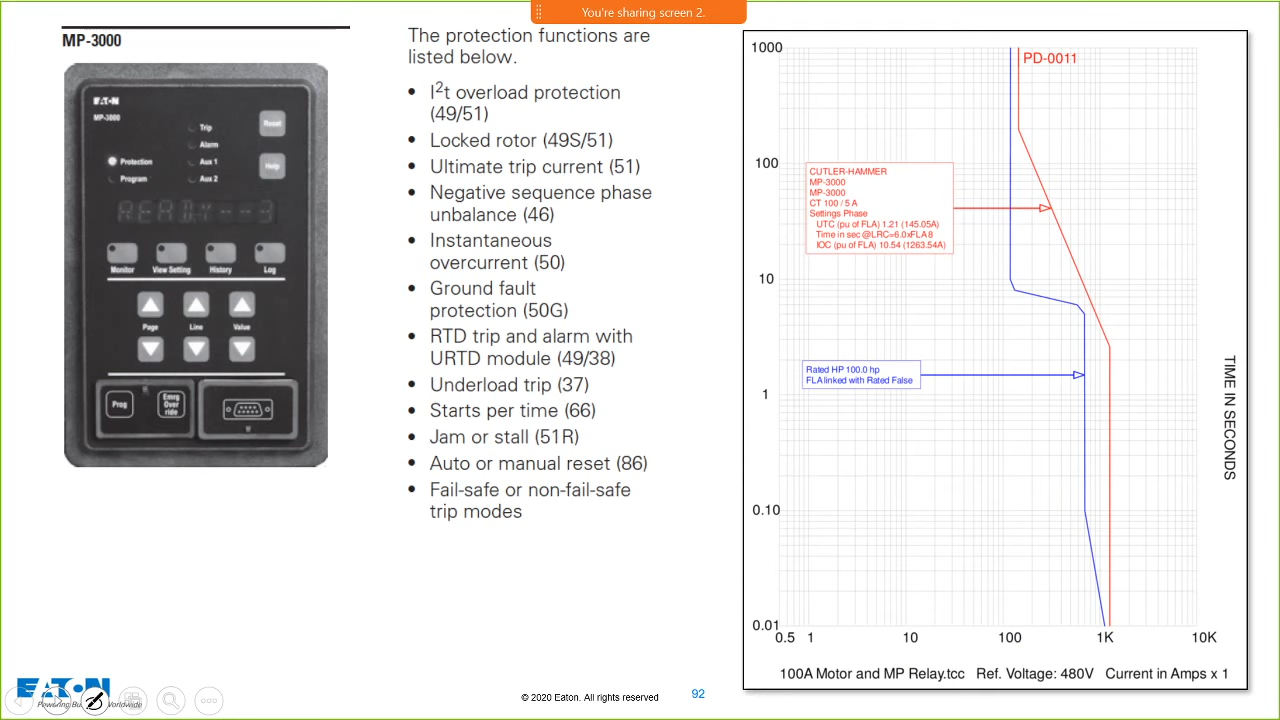 You're sharing screen 2.
MP-3000
EATON
MP-3000
Reset
Trip
Alarm
Protection
Aux 1
Help
Program
Aux 2
READY--3
Monitor
View Setting
History
Log
Page
Line
Value
Prog
Emrg
Over
ride
The protection functions are
listed below.
• I²t overload protection
(49/51)
• Locked rotor (49S/51)
• Ultimate trip current (51)
• Negative sequence phase
unbalance (46)
• Instantaneous
overcurrent (50)
• Ground fault
protection (50G)
• RTD trip and alarm with
URTD module (49/38)
• Underload trip (37)
• Starts per time (66)
• Jam or stall (51R)
• Auto or manual reset (86)
• Fail-safe or non-fail-safe
trip modes
1000
100
10
1
0.10
0.01
PD-0011
CUTLER-HAMMER
MP-3000
MP-3000
CT 100 / 5 A
Settings Phase
UTC (pu of FLA) 1.21 (145.05A)
Time in sec @LRC=6.0xFLA 8
IOC (pu of FLA) 10.54 (1263.54A)
Rated HP 100.0 hp
FLA linked with Rated False
TIME IN SECONDS
0.5 1 10 100 1K 10K
100A Motor and MP Relay.tcc Ref. Voltage: 480V Current in Amps x 1
EATON
Powering Bu
orldwide
© 2020 Eaton. All rights reserved
92